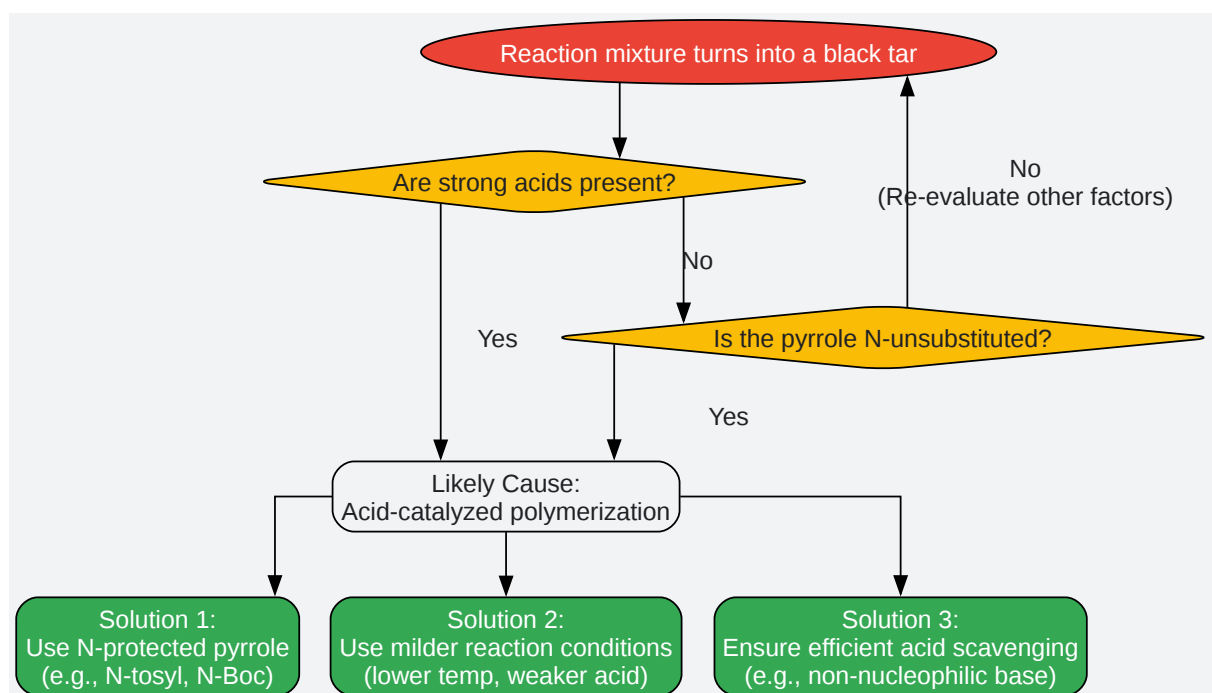 Reaction mixture turns into a black tar
Are strong acids present?
No
(Re-evaluate other factors)
No
Yes
Is the pyrrole N-unsubstituted?
Yes
Likely Cause:
Acid-catalyzed polymerization
Solution 1:
Use N-protected pyrrole
(e.g., N-tosyl, N-Boc)
Solution 2:
Use milder reaction conditions
(lower temp, weaker acid)
Solution 3:
Ensure efficient acid scavenging
(e.g., non-nucleophilic base)